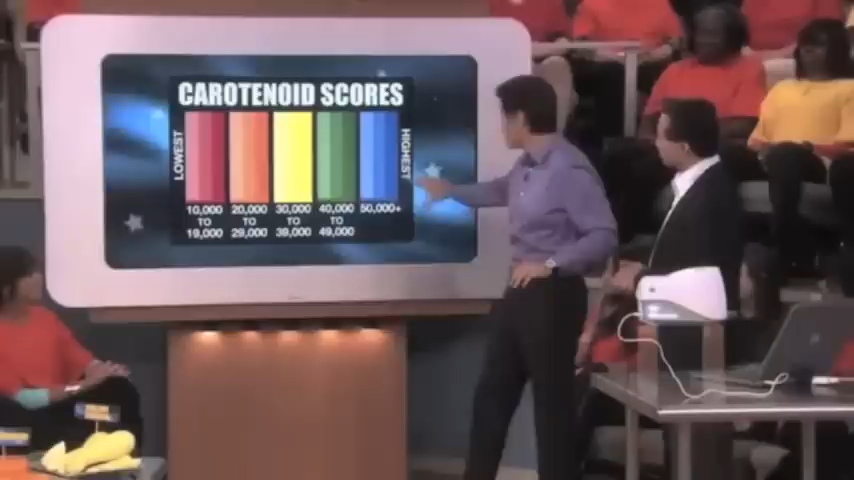 CAROTENOID SCORES
LOWEST
HIGHEST
10,000 20,000 30,000 40,000 50,000+
TO TO TO TO
19,000 29,000 39,000 49,000